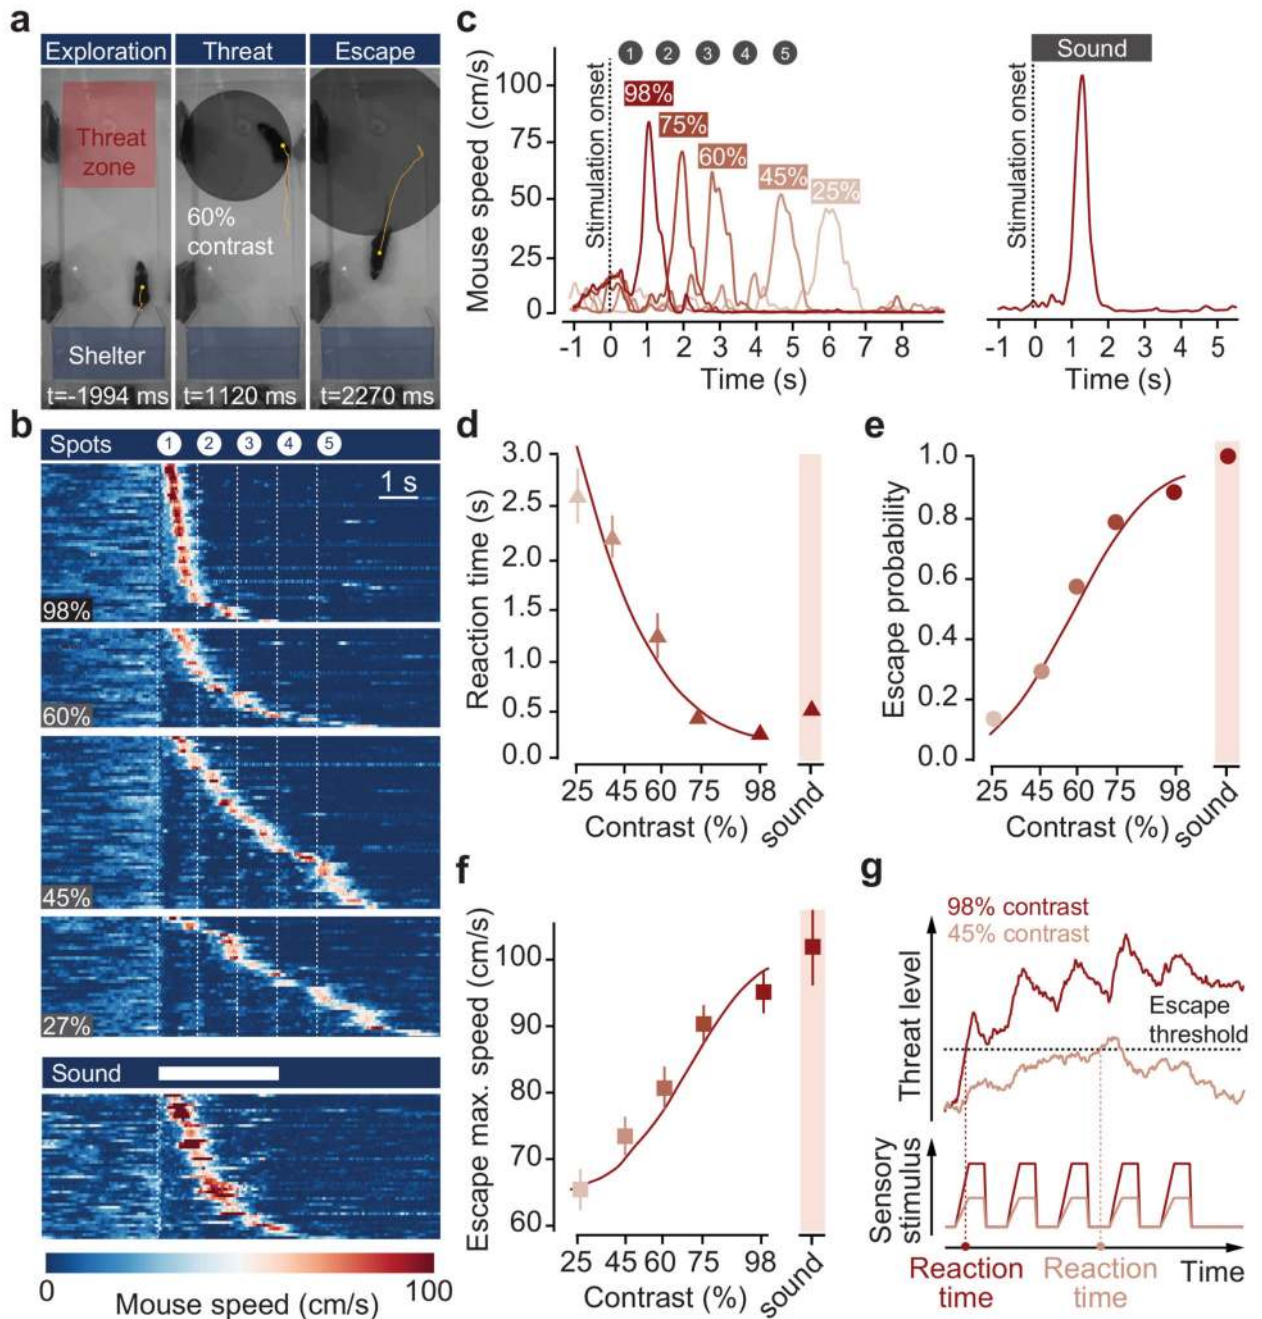 a
Exploration
Threat
Escape
Threat
zone
60%
contrast
Shelter
t=-1994 ms
t=1120 ms
t=2270 ms
b
Spots
1
2
3
4
5
1 s
98%
60%
45%
27%
Sound
0
100
Mouse speed (cm/s)
c
1
2
3
4
5
Mouse speed (cm/s)
100
75
50
25
0
Stimulation onset
98%
75%
60%
45%
25%
-1 0 1 2 3 4 5 6 7 8
Time (s)
Sound
Stimulation onset
-1 0 1 2 3 4 5
Time (s)
d
Reaction time (s)
3.0
2.5
2.0
1.5
1.0
0.5
0.0
25 45 60 75 98
sound
Contrast (%)
e
Escape probability
1.0
0.8
0.6
0.4
0.2
0.0
25 45 60 75 98
sound
Contrast (%)
f
Escape max. speed (cm/s)
100
90
80
70
60
25 45 60 75 98
sound
Contrast (%)
g
98% contrast
45% contrast
Threat level
Escape
threshold
Sensory
stimulus
Reaction
time
Reaction
time
Time